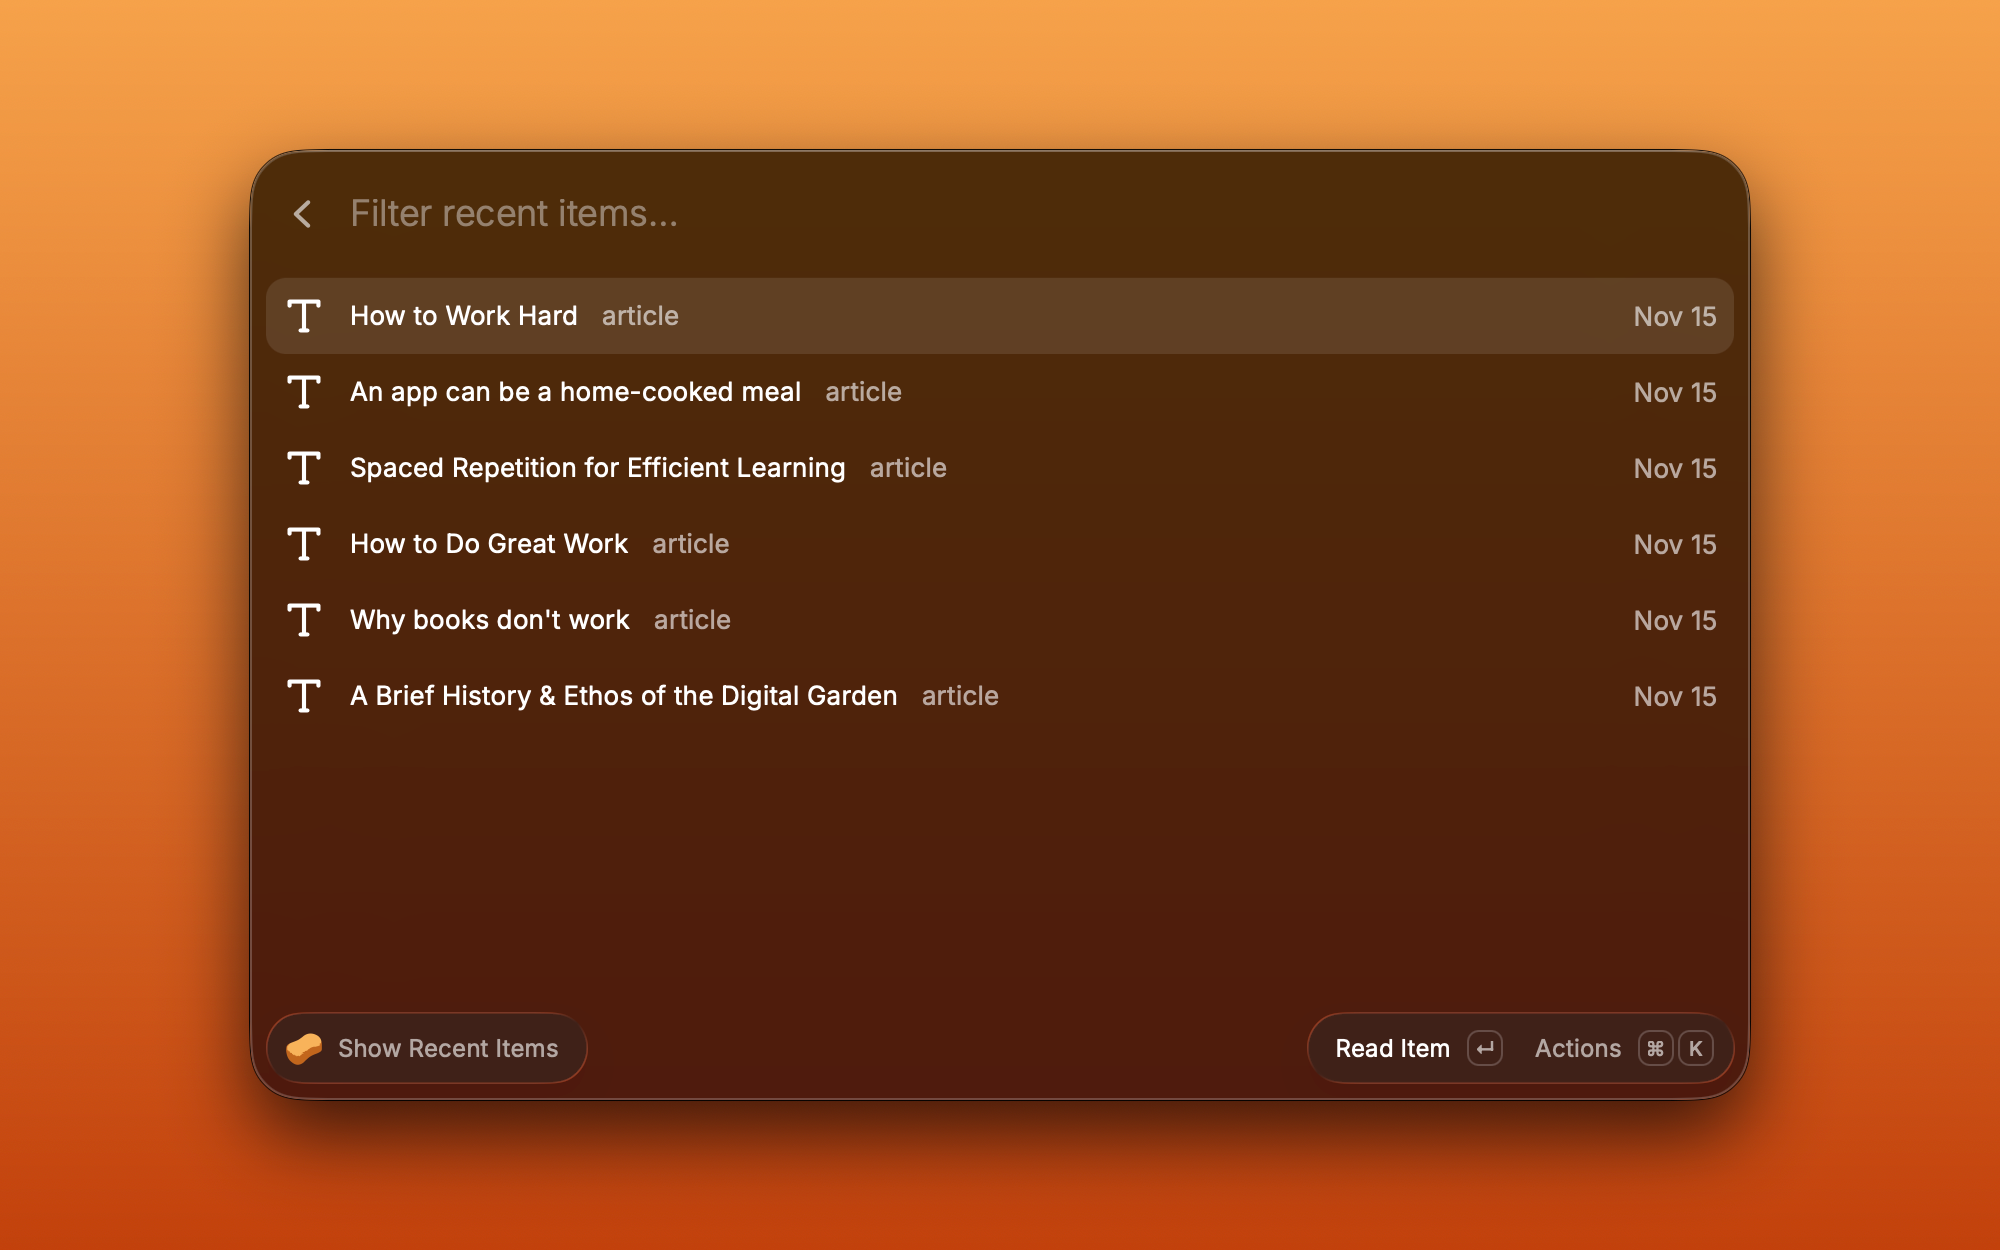 Filter recent items...
How to Work Hard article Nov 15
An app can be a home-cooked meal article Nov 15
Spaced Repetition for Efficient Learning article Nov 15
How to Do Great Work article Nov 15
Why books don't work article Nov 15
A Brief History & Ethos of the Digital Garden article Nov 15
Show Recent Items Read Item ↵ Actions ⌘ K